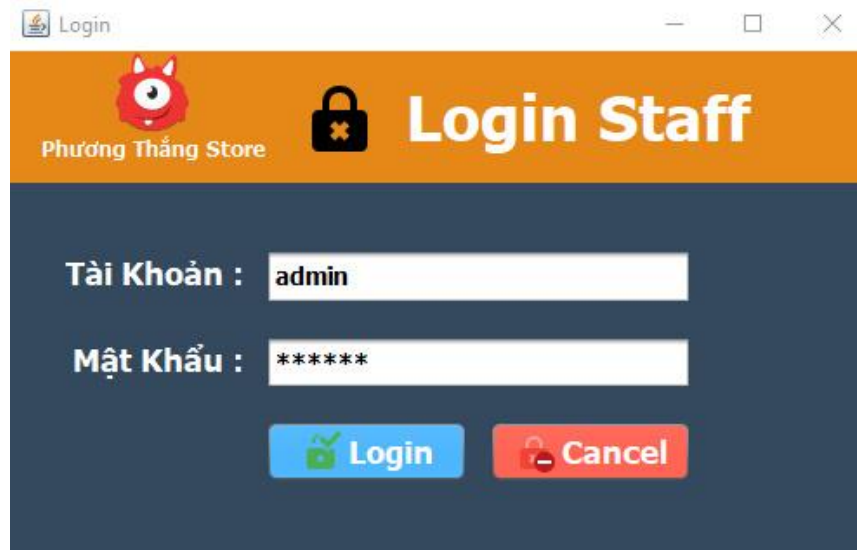 Login
Login Staff
Phương Thắng Store
Tài Khoản : admin
Mật Khẩu : ******
Login Cancel